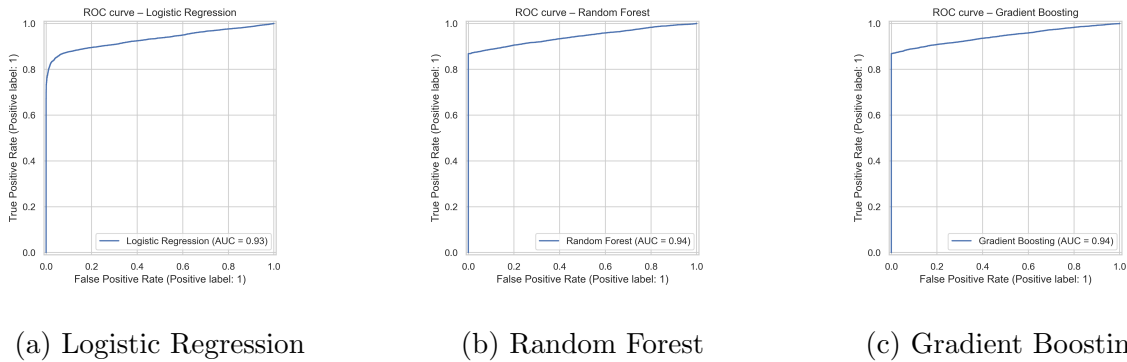 ROC curve – Logistic Regression
1.0
0.8
0.6
0.4
0.2
0.0
True Positive Rate (Positive label: 1)
Logistic Regression (AUC = 0.93)
0.0 0.2 0.4 0.6 0.8 1.0
False Positive Rate (Positive label: 1)
(a) Logistic Regression
ROC curve – Random Forest
1.0
0.8
0.6
0.4
0.2
0.0
True Positive Rate (Positive label: 1)
Random Forest (AUC = 0.94)
0.0 0.2 0.4 0.6 0.8 1.0
False Positive Rate (Positive label: 1)
(b) Random Forest
ROC curve – Gradient Boosting
1.0
0.8
0.6
0.4
0.2
0.0
True Positive Rate (Positive label: 1)
Gradient Boosting (AUC = 0.94)
0.0 0.2 0.4 0.6 0.8 1.0
False Positive Rate (Positive label: 1)
(c) Gradient Boostin